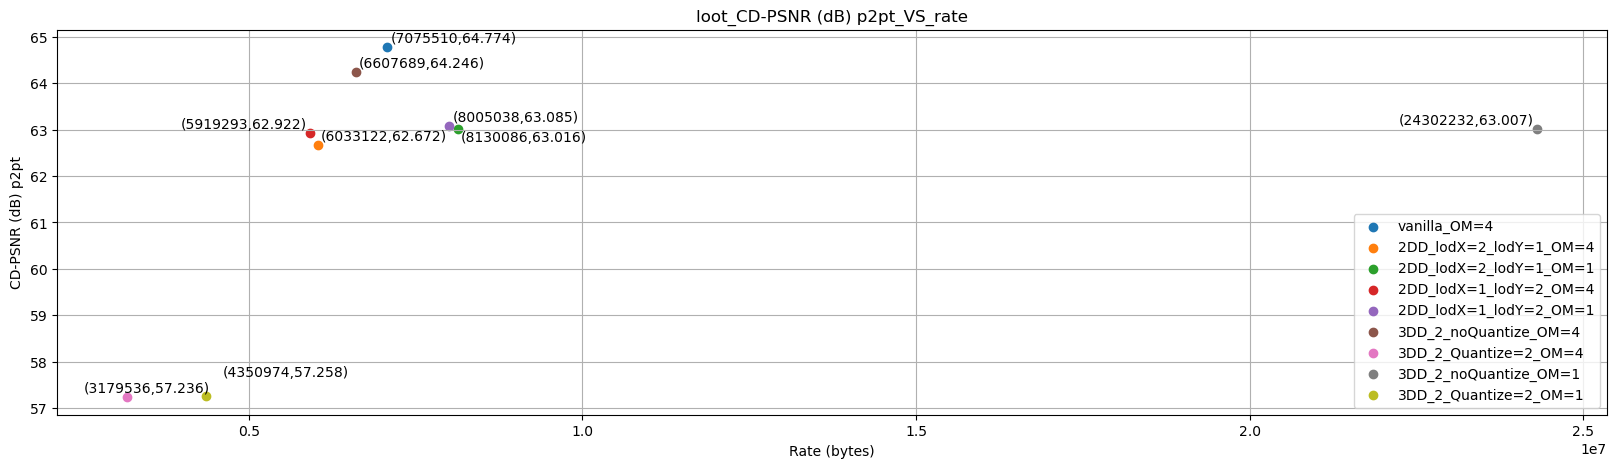 loot_CD-PSNR (dB) p2pt_VS_rate
CD-PSNR (dB) p2pt
65
64
63
62
61
60
59
58
57
(7075510,64.774)
(6607689,64.246)
(8005038,63.085)
(5919293,62.922)
(6033122,62.672)
(8130086,63.016)
(24302232,63.007)
(4350974,57.258)
(3179536,57.236)
vanilla_OM=4
2DD_lodX=2_lodY=1_OM=4
2DD_lodX=2_lodY=1_OM=1
2DD_lodX=1_lodY=2_OM=4
2DD_lodX=1_lodY=2_OM=1
3DD_2_noQuantize_OM=4
3DD_2_Quantize=2_OM=4
3DD_2_noQuantize_OM=1
3DD_2_Quantize=2_OM=1
0.5 1.0 1.5 2.0 2.5
1e7
Rate (bytes)